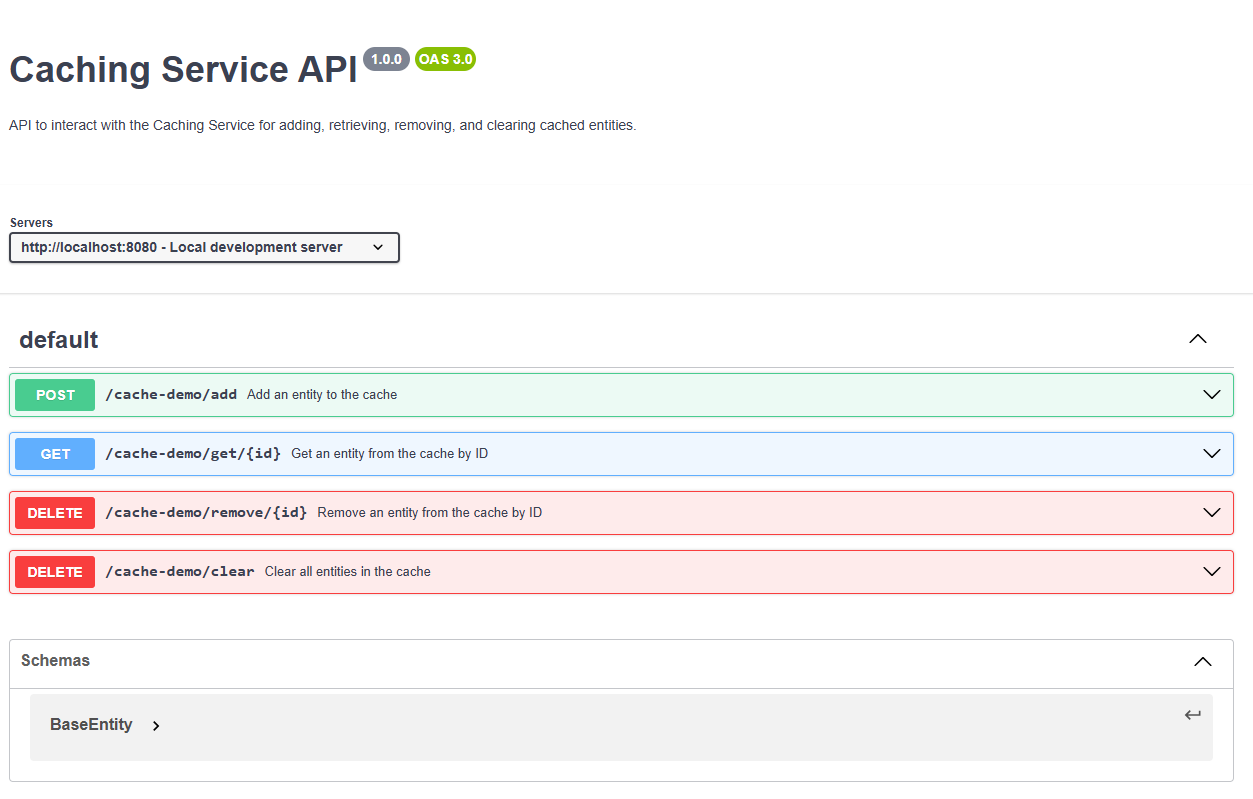 Caching Service API 1.0.0 OAS 3.0
API to interact with the Caching Service for adding, retrieving, removing, and clearing cached entities.
Servers
http://localhost:8080 - Local development server
default
POST /cache-demo/add Add an entity to the cache
GET /cache-demo/get/{id} Get an entity from the cache by ID
DELETE /cache-demo/remove/{id} Remove an entity from the cache by ID
DELETE /cache-demo/clear Clear all entities in the cache
Schemas
BaseEntity